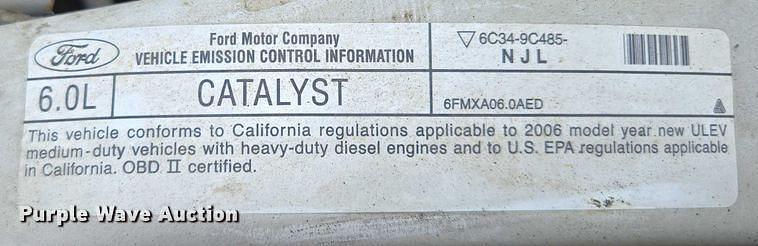 Ford
Ford Motor Company
VEHICLE EMISSION CONTROL INFORMATION
6C34-9C485-
NJL
6.0L
CATALYST
6FMXA06.0AED
This vehicle conforms to California regulations applicable to 2006 model year new ULEV
medium-duty vehicles with heavy-duty diesel engines and to U.S. EPA regulations applicable
in California. OBD II certified.
Purple Wave Auction